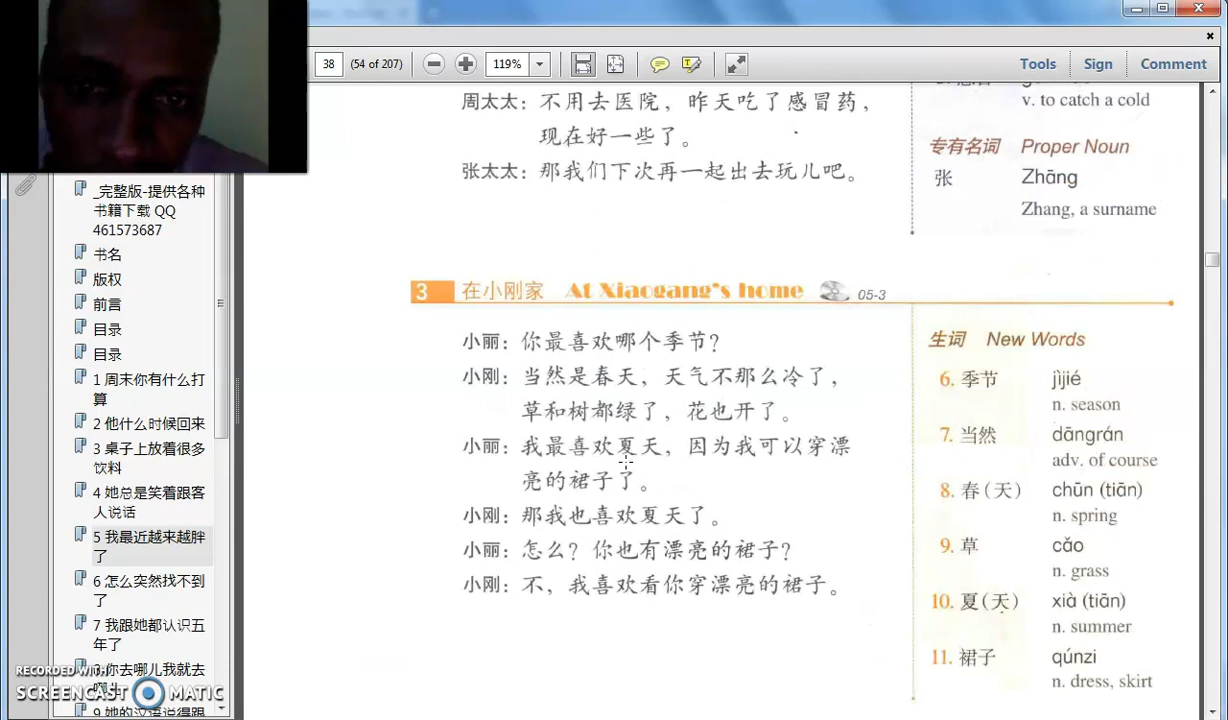 38 (54 of 207) 119% Tools Sign Comment
_完整版-提供各种
书籍下载 QQ
461573687
书名
版权
前言
目录
目录
1 周末你有什么打
算
2 他什么时候回来
3 桌子上放着很多
饮料
4 她总是笑着跟客
人说话
5 我最近越来越胖
了
6 怎么突然找不到
了
7 我跟她都认识五
年了
你去哪儿我就去
9 她的汉语说得跟
RECORDED WITH
SCREENCAST MATIC
周太太：不用去医院，昨天吃了感冒药，
现在好一些了。
张太太：那我们下次再一起出去玩儿吧。
v. to catch a cold
专有名词 Proper Noun
张 Zhāng
Zhang, a surname
3 在小刚家 At Xiaogang's home 05-3
小丽：你最喜欢哪个季节？
小刚：当然是春天，天气不那么冷了，
草和树都绿了，花也开了。
小丽：我最喜欢夏天，因为我可以穿漂
亮的裙子了。
小刚：那我也喜欢夏天了。
小丽：怎么？你也有漂亮的裙子？
小刚：不，我喜欢看你穿漂亮的裙子。
生词 New Words
6. 季节 jìjié
n. season
7. 当然 dāngrán
adv. of course
8. 春（天） chūn (tiān)
n. spring
9. 草 cǎo
n. grass
10. 夏（天） xià (tiān)
n. summer
11. 裙子 qúnzi
n. dress, skirt